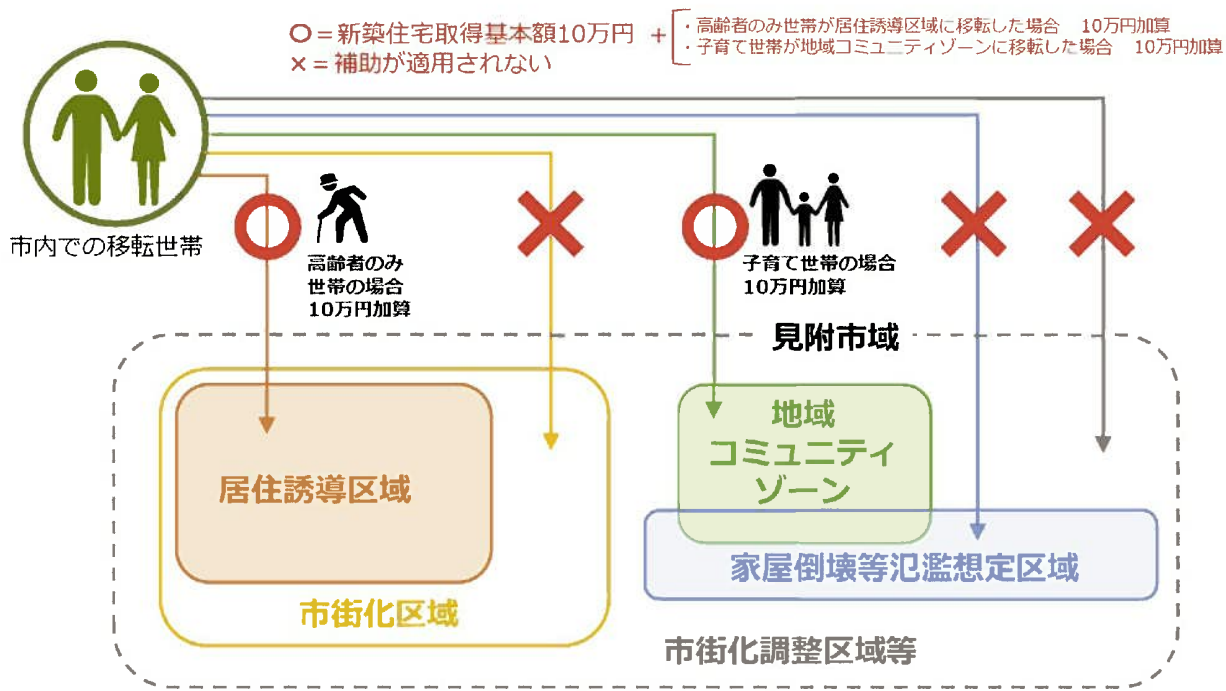 ○=新築住宅取得基本額10万円 +
・高齢者のみ世帯が居住誘導区域に移転した場合 10万円加算
・子育て世帯が地域コミュニティゾーンに移転した場合 10万円加算
×=補助が適用されない
市内での移転世帯
高齢者のみ
世帯の場合
10万円加算
子育て世帯の場合
10万円加算
見附市域
居住誘導区域
市街化区域
地域
コミュニティ
ゾーン
家屋倒壊等氾濫想定区域
市街化調整区域等